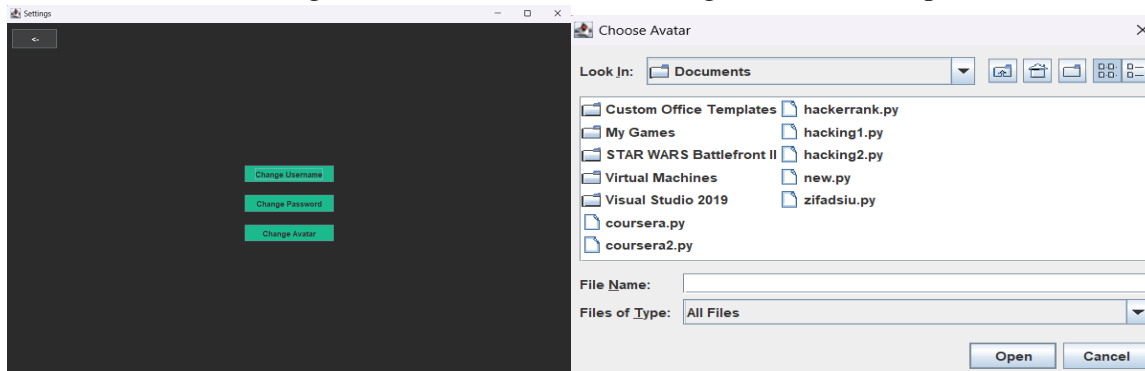 Settings
<-
Change Username
Change Password
Change Avatar
Choose Avatar
Look In: Documents
Custom Office Templates hackerrank.py
My Games hacking1.py
STAR WARS Battlefront II hacking2.py
Virtual Machines new.py
Visual Studio 2019 zifadsiu.py
coursera.py
coursera2.py
File Name:
Files of Type: All Files
Open Cancel